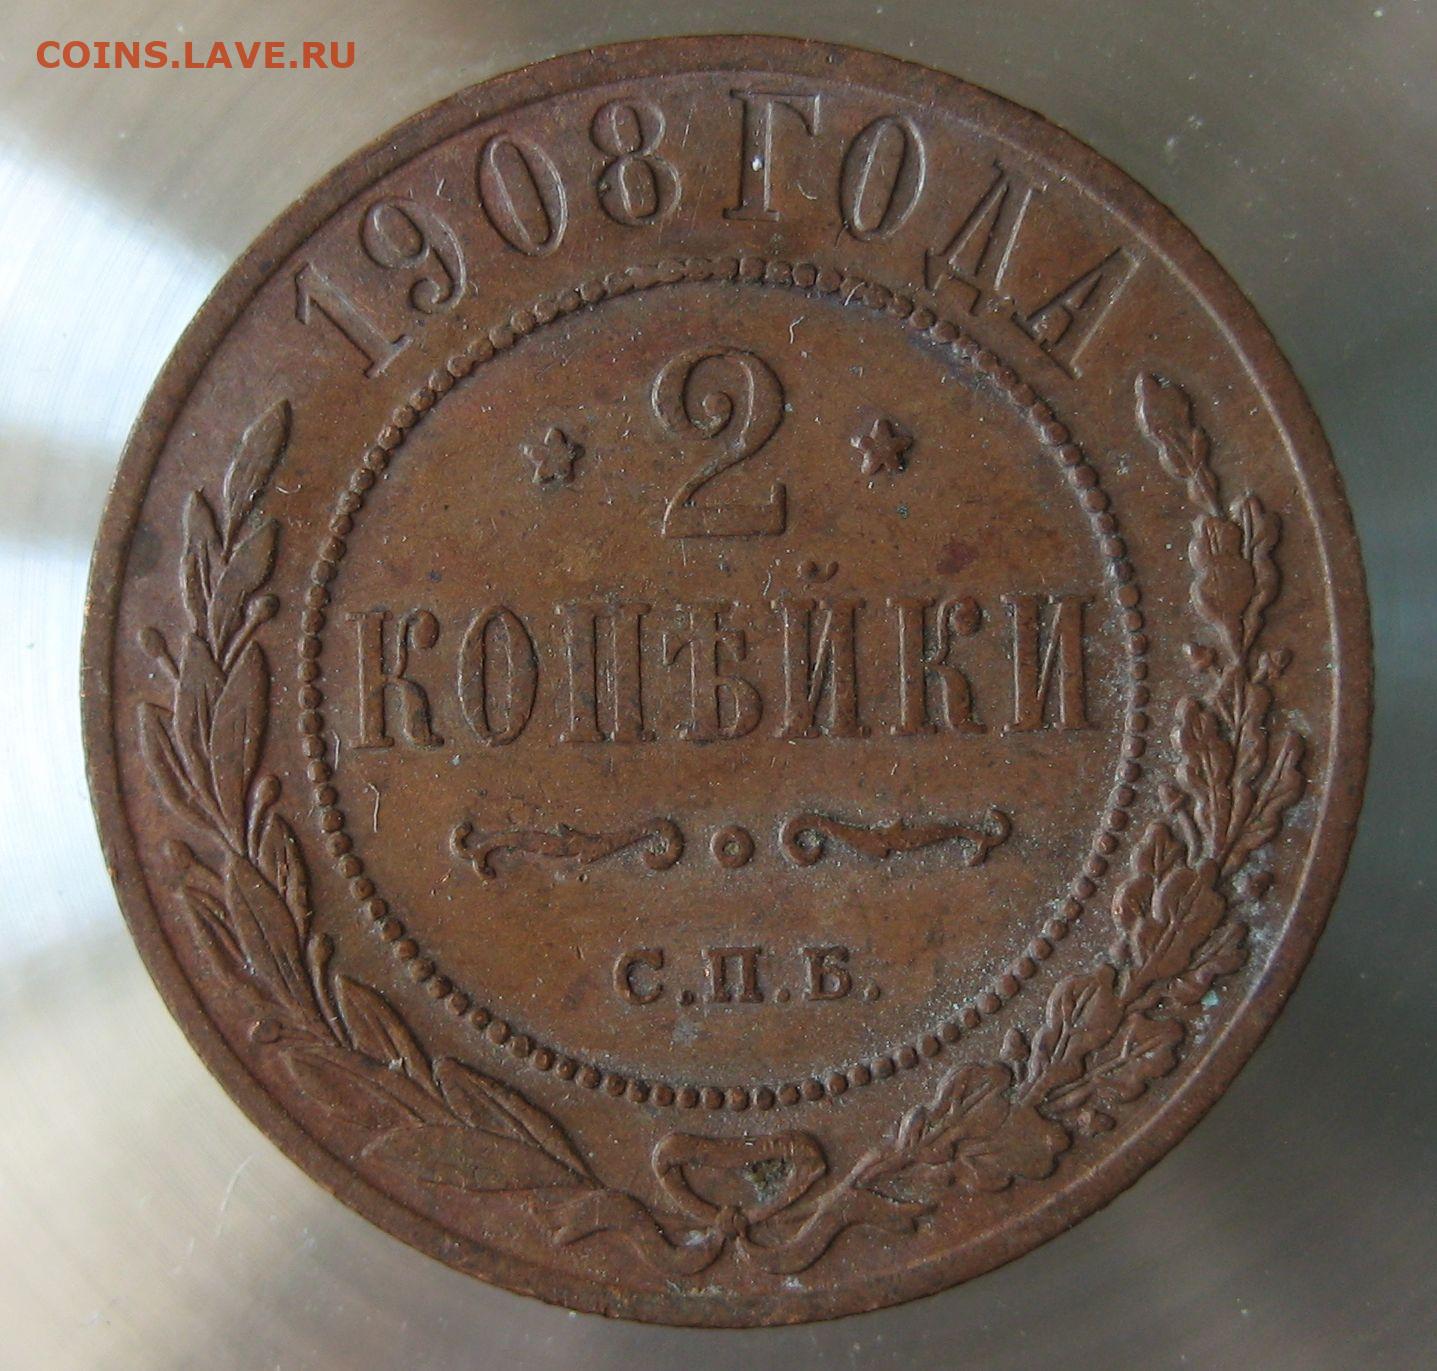 COINS.LAVE.RU
1908 ГОДА
2
КОПѢЙКИ
С.П.Б.